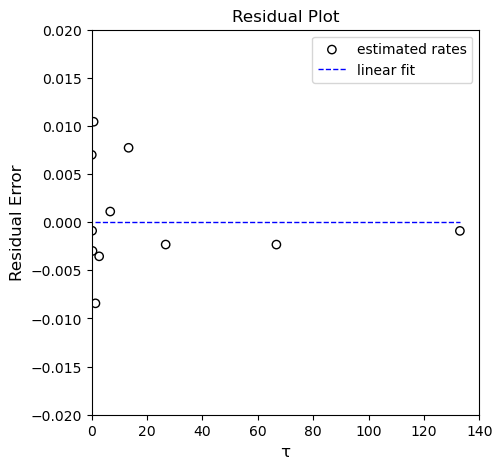 Residual Plot
estimated rates
linear fit
0.020
0.015
0.010
0.005
0.000
−0.005
−0.010
−0.015
−0.020
Residual Error
0 20 40 60 80 100 120 140
τ